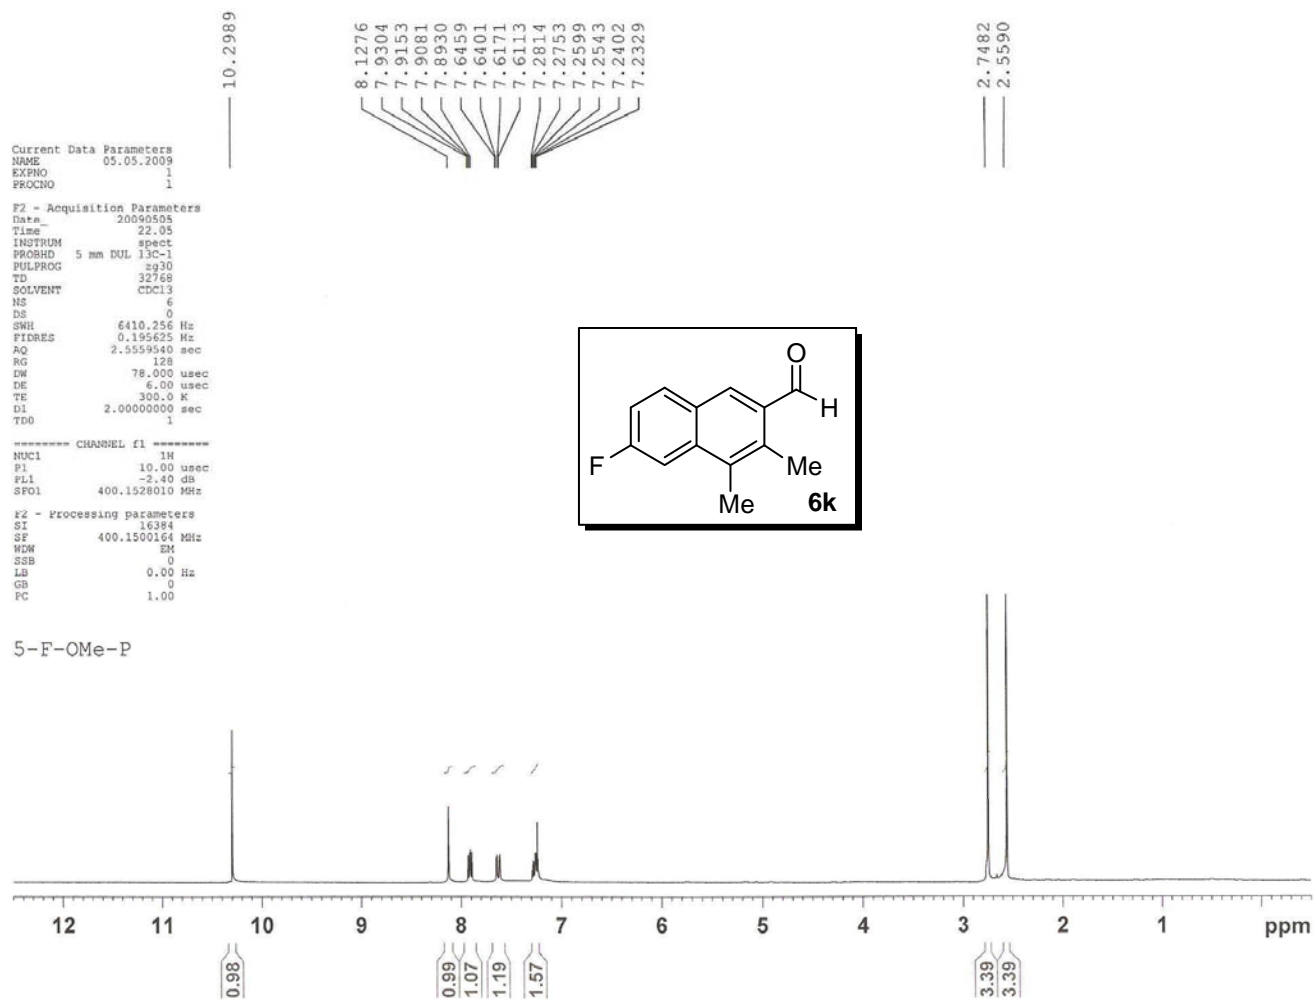 10.2989
8.1276
7.9304
7.9153
7.9081
7.8930
7.6459
7.6401
7.6171
7.6113
7.2814
7.2753
7.2599
7.2543
7.2402
7.2329
2.7482
2.5590
Current Data Parameters
NAME 05.05.2009
EXPNO 1
PROCNO 1
F2 - Acquisition Parameters
Date_ 20090505
Time 22.05
INSTRUM spect
PROBHD 5 mm DUL 13C-1
PULPROG zg30
TD 32768
SOLVENT CDCl3
NS 6
DS 0
SWH 6410.256 Hz
FIDRES 0.195625 Hz
AQ 2.5559540 sec
RG 128
DW 78.000 usec
DE 6.00 usec
TE 300.0 K
D1 2.00000000 sec
TD0 1
======== CHANNEL f1 ========
NUC1 1H
P1 10.00 usec
PL1 -2.40 dB
SFO1 400.1528010 MHz
F2 - Processing parameters
SI 16384
SF 400.1500164 MHz
WDW EM
SSB 0
LB 0.00 Hz
GB 0
PC 1.00
O
H
F
Me
Me
6k
5-F-OMe-P
12 11 10 9 8 7 6 5 4 3 2 1 ppm
0.98
0.99
1.07
1.19
1.57
3.39
3.39